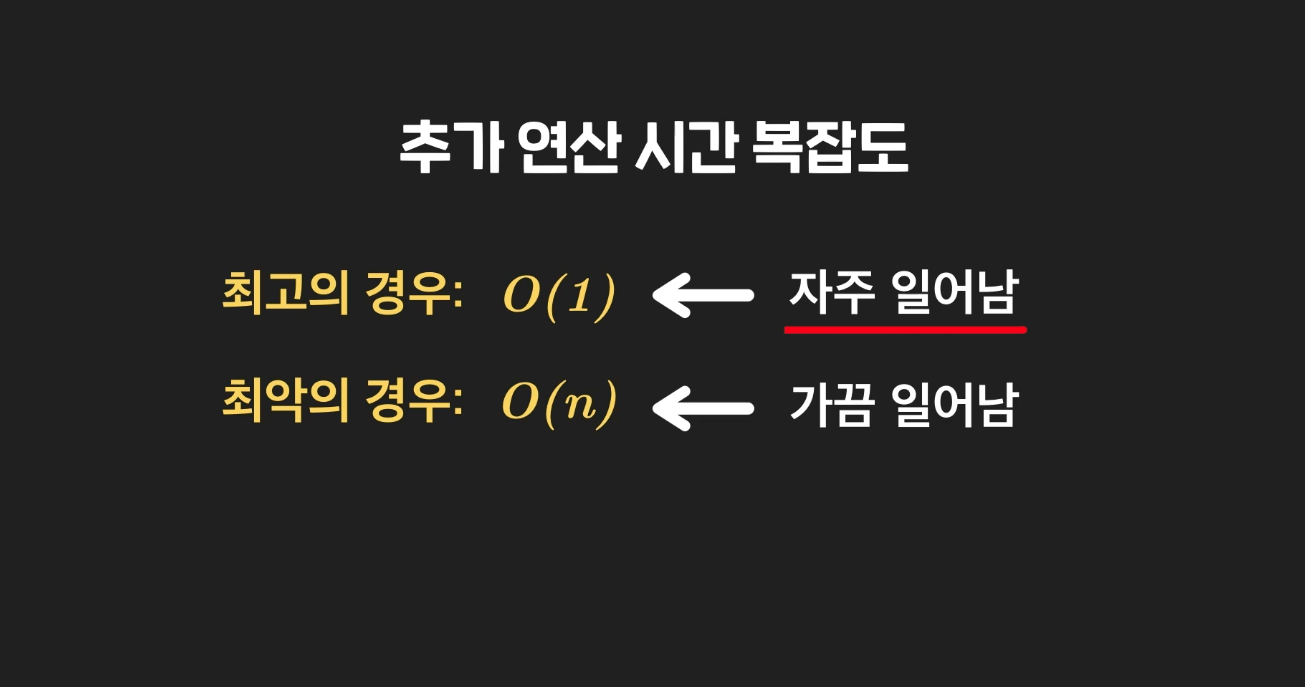 추가 연산 시간 복잡도
최고의 경우: O(1) ← 자주 일어남
최악의 경우: O(n) ← 가끔 일어남